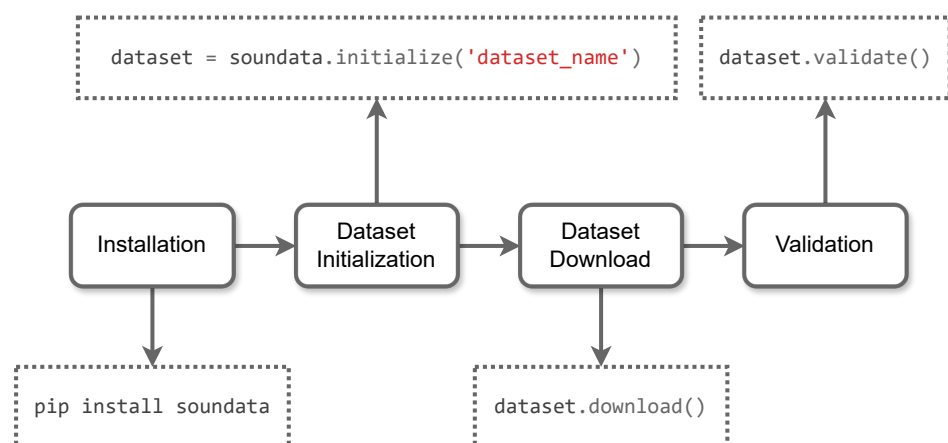 dataset = soundata.initialize('dataset_name')
dataset.validate()
Installation
Dataset
Initialization
Dataset
Download
Validation
pip install soundata
dataset.download()